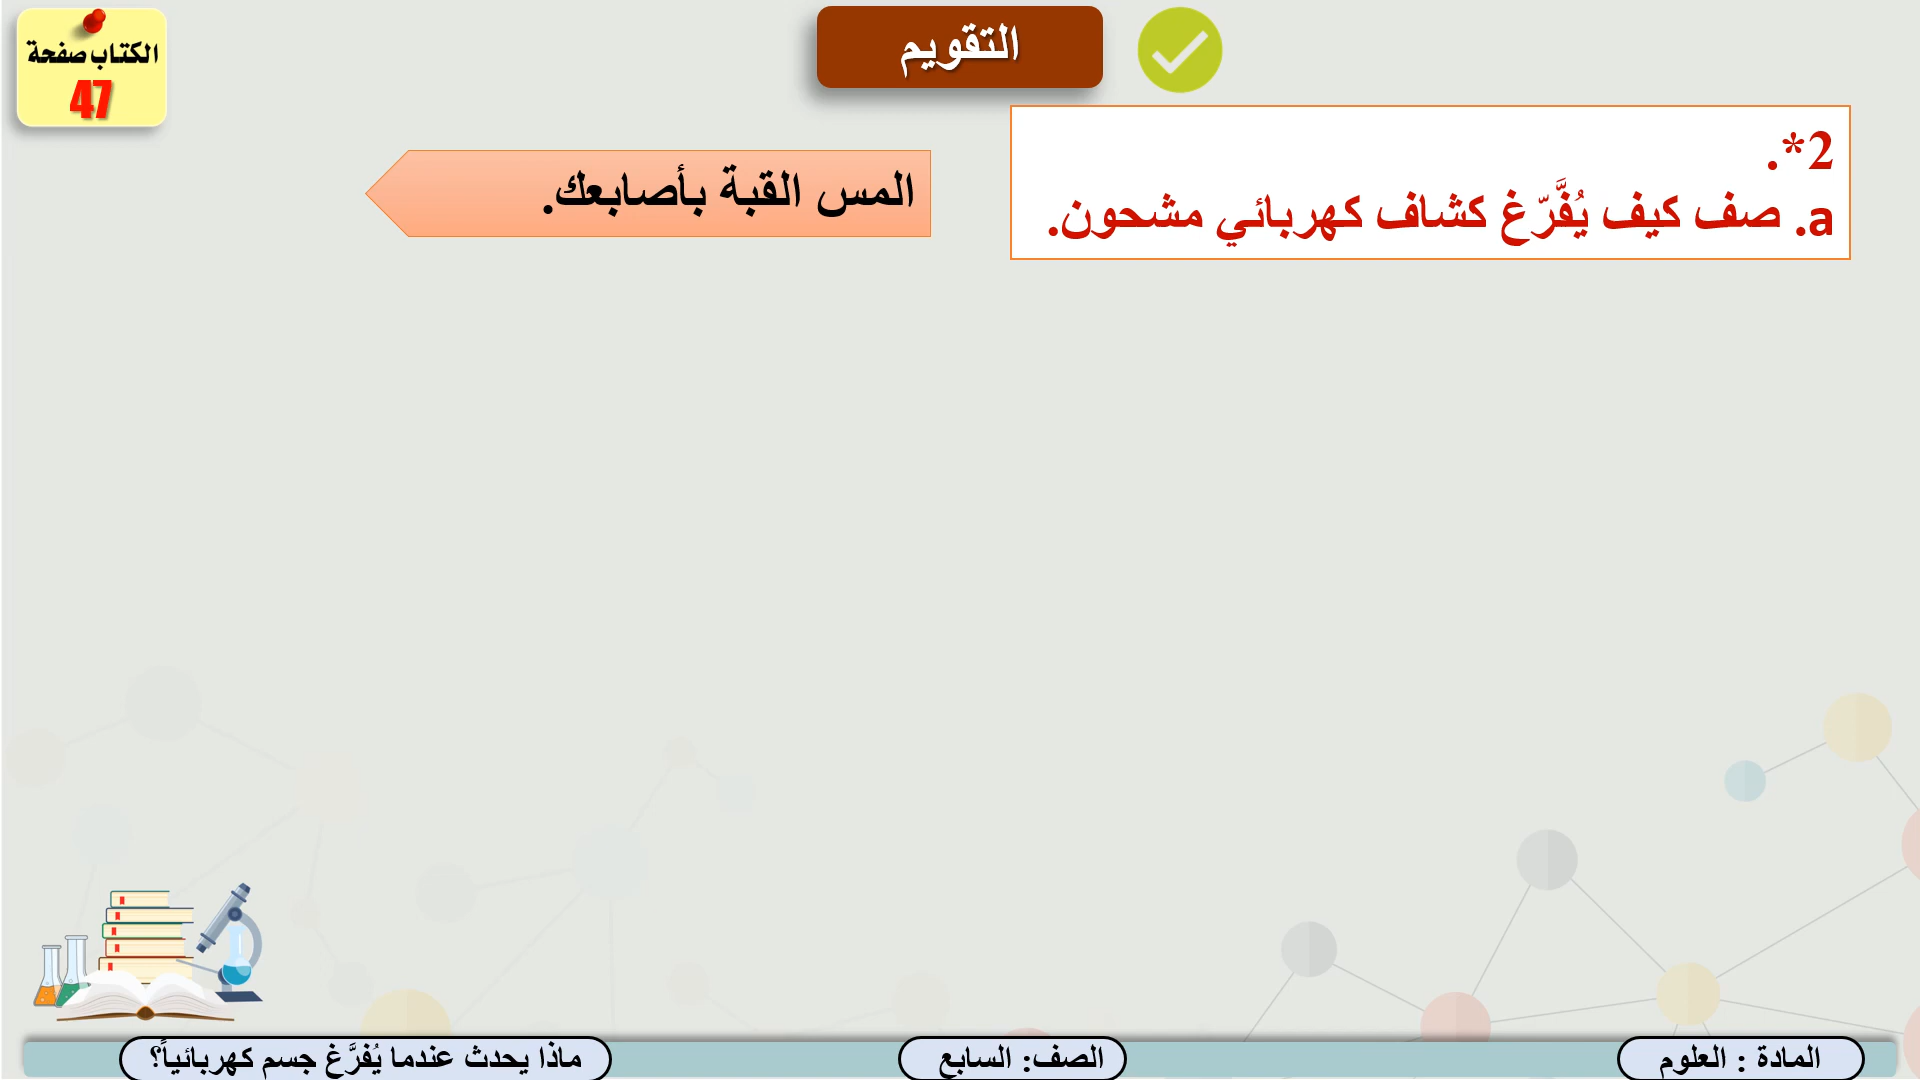 التقويم
الكتاب صفحة
47
2*.
a. صف كيف يُفَّرّغ كشاف كهربائي مشحون.
المس القبة بأصابعك.
المادة : العلوم
الصف: السابع
ماذا يحدث عندما يُفرَّغ جسم كهربائياً؟